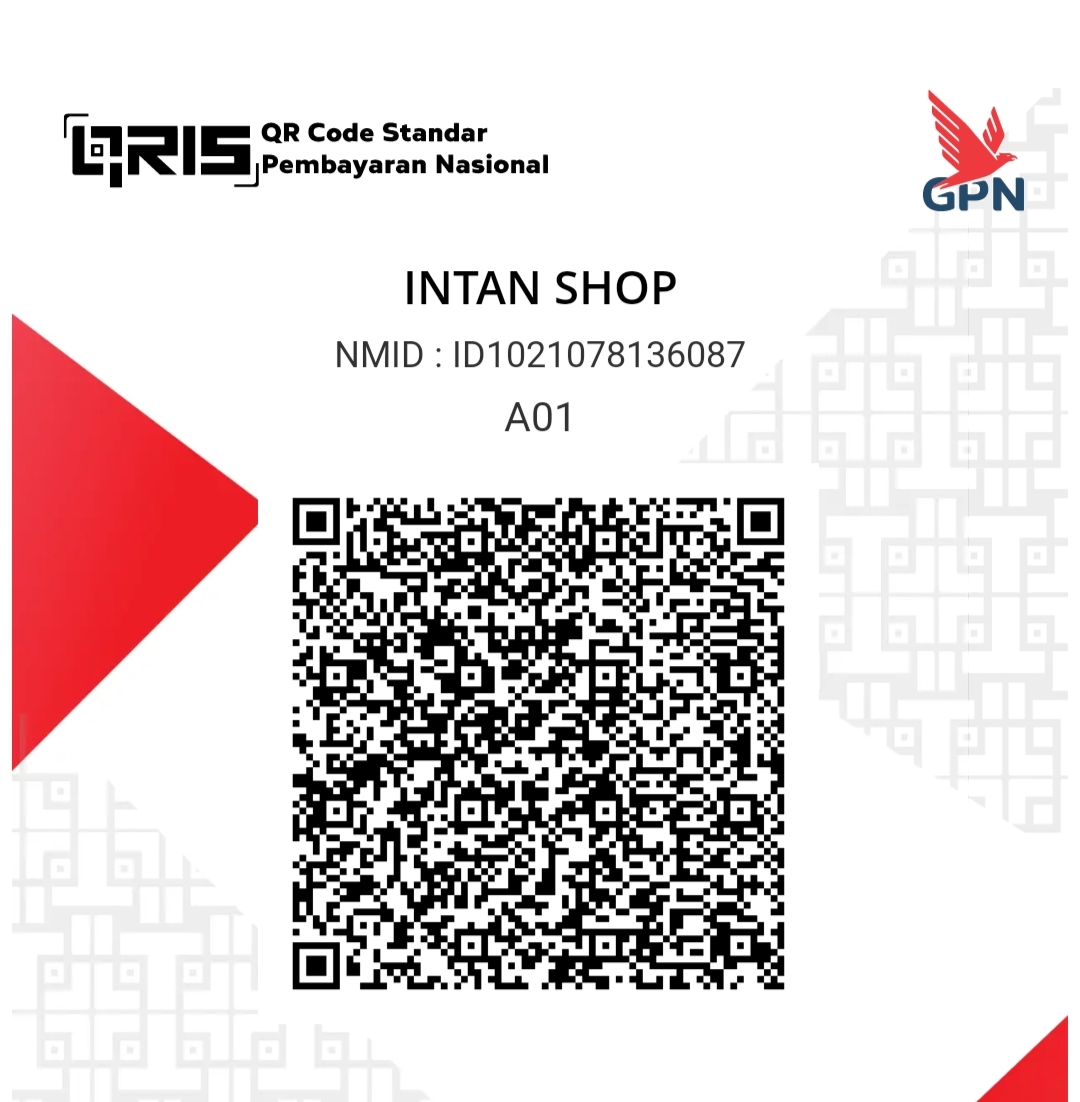 QRIS
QR Code Standar
Pembayaran Nasional
GPN
INTAN SHOP
NMID : ID1021078136087
A01